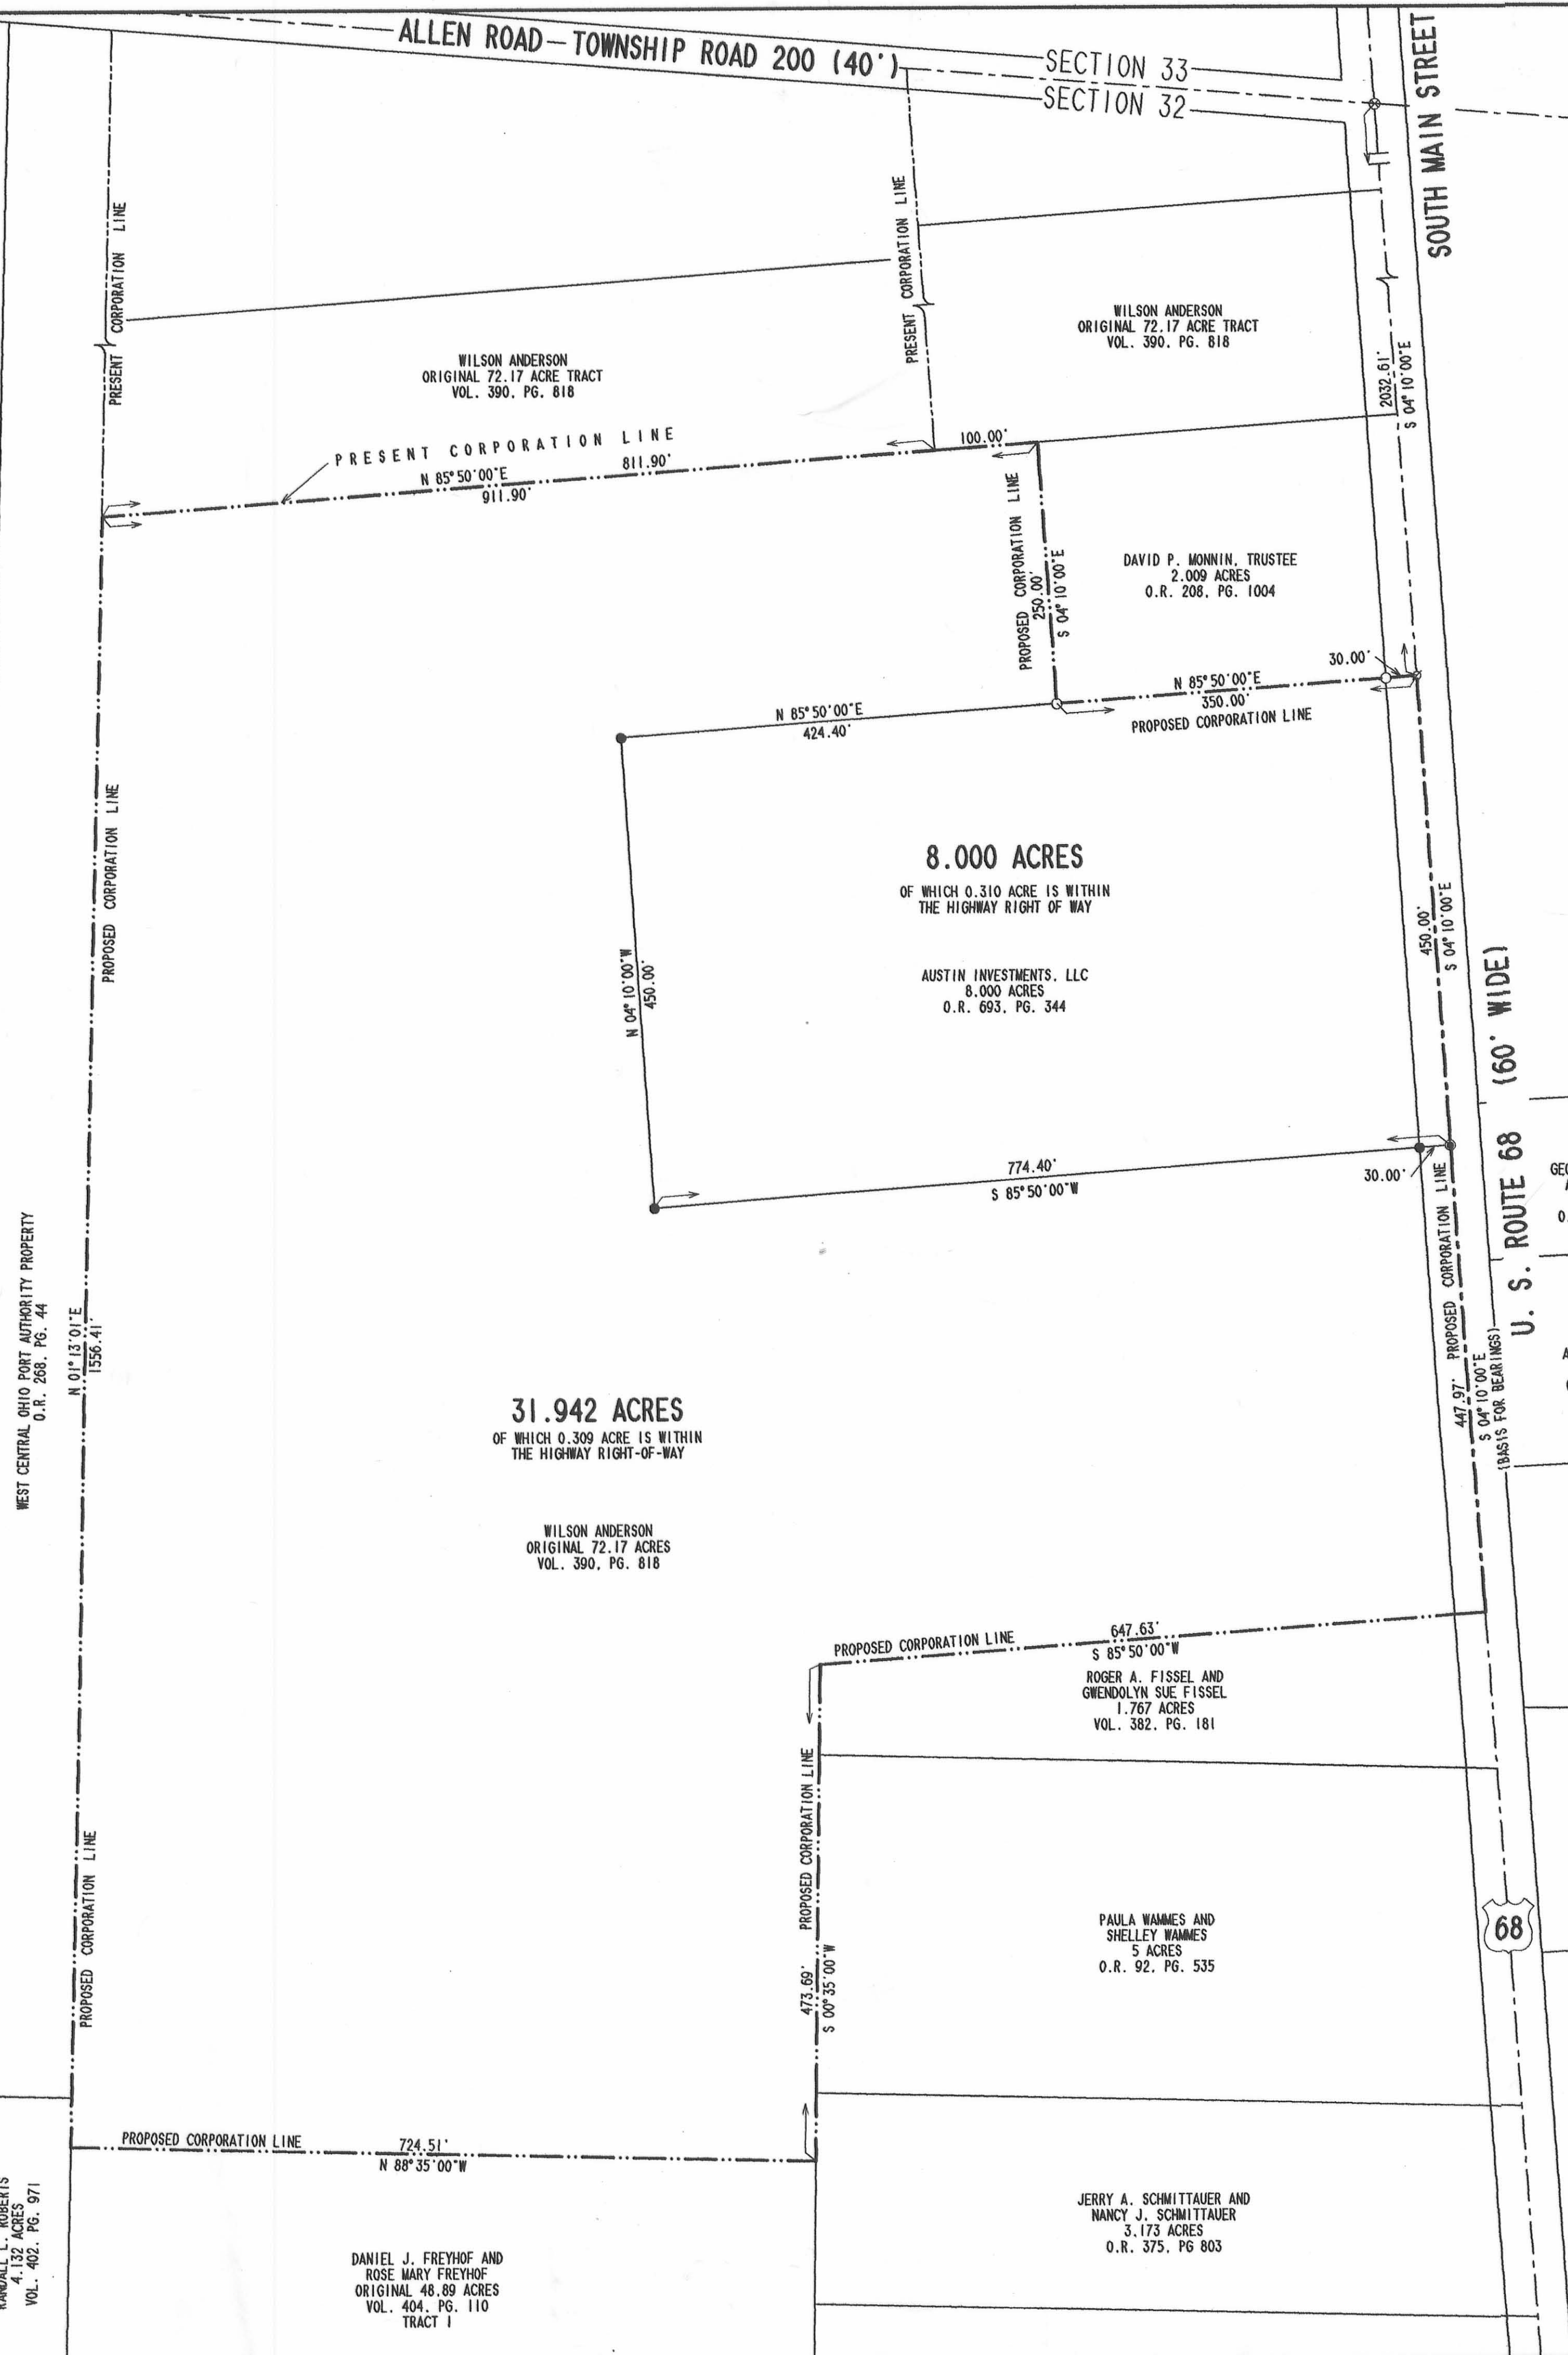 ALLEN ROAD—TOWNSHIP ROAD 200 (40')
SECTION 33
SECTION 32
SOUTH MAIN STREET
PRESENT CORPORATION LINE
PRESENT CORPORATION LINE
WILSON ANDERSON
ORIGINAL 72.17 ACRE TRACT
VOL. 390, PG. 818
WILSON ANDERSON
ORIGINAL 72.17 ACRE TRACT
VOL. 390, PG. 818
2032.61'
S 04°10'00"E
PRESENT CORPORATION LINE
N 85°50'00"E
811.90'
911.90'
100.00'
PROPOSED CORPORATION LINE
250.00'
S 04°10'00"E
DAVID P. MONNIN, TRUSTEE
2.009 ACRES
O.R. 208, PG. 1004
30.00'
N 85°50'00"E
350.00'
PROPOSED CORPORATION LINE
N 85°50'00"E
424.40'
PROPOSED CORPORATION LINE
8.000 ACRES
OF WHICH 0.310 ACRE IS WITHIN
THE HIGHWAY RIGHT OF WAY
AUSTIN INVESTMENTS, LLC
8.000 ACRES
O.R. 693, PG. 344
N 04°10'00"W
450.00'
450.00'
S 04°10'00"E
U. S. ROUTE 68 (60' WIDE)
774.40'
S 85°50'00"W
30.00'
PROPOSED CORPORATION LINE
447.97'
S 04°10'00"E
(BASIS FOR BEARINGS)
WEST CENTRAL OHIO PORT AUTHORITY PROPERTY
O.R. 268, PG. 44
N 01°13'01"E
1556.41'
31.942 ACRES
OF WHICH 0.309 ACRE IS WITHIN
THE HIGHWAY RIGHT-OF-WAY
WILSON ANDERSON
ORIGINAL 72.17 ACRES
VOL. 390, PG. 818
PROPOSED CORPORATION LINE
647.63'
S 85°50'00"W
ROGER A. FISSEL AND
GWENDOLYN SUE FISSEL
1.767 ACRES
VOL. 382, PG. 181
PROPOSED CORPORATION LINE
PROPOSED CORPORATION LINE
473.69'
S 00°35'00"W
PAULA WAMMES AND
SHELLEY WAMMES
5 ACRES
O.R. 92, PG. 535
68
PROPOSED CORPORATION LINE
724.51'
N 88°35'00"W
JERRY A. SCHMITTAUER AND
NANCY J. SCHMITTAUER
3.173 ACRES
O.R. 375, PG 803
RANDALL L. ROBERTS
4.132 ACRES
VOL. 402, PG. 971
DANIEL J. FREYHOF AND
ROSE MARY FREYHOF
ORIGINAL 48.89 ACRES
VOL. 404, PG. 110
TRACT I